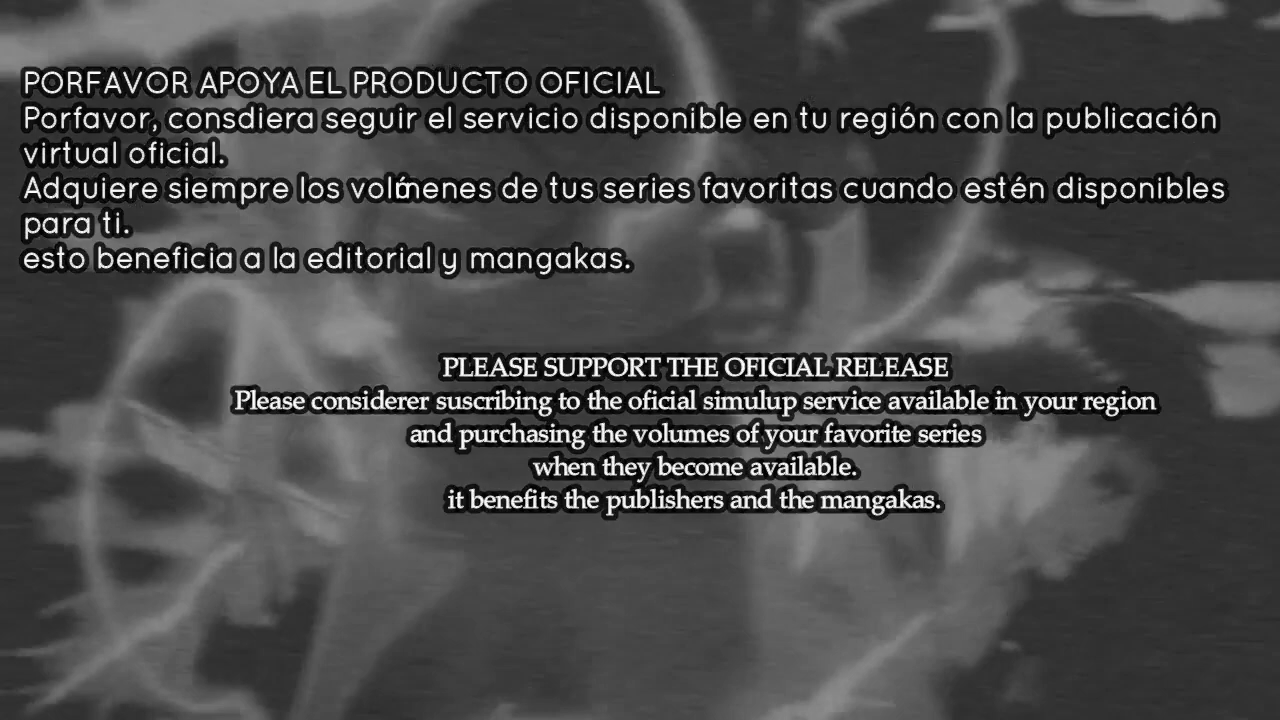 PORFAVOR APOYA EL PRODUCTO OFICIAL
Porfavor, consdiera seguir el servicio disponible en tu región con la publicación
virtual oficial.
Adquiere siempre los volúmenes de tus series favoritas cuando estén disponibles
para ti.
esto beneficia a la editorial y mangakas.
PLEASE SUPPORT THE OFICIAL RELEASE
Please considerer suscribing to the oficial simulup service available in your region
and purchasing the volumes of your favorite series
when they become available.
it benefits the publishers and the mangakas.